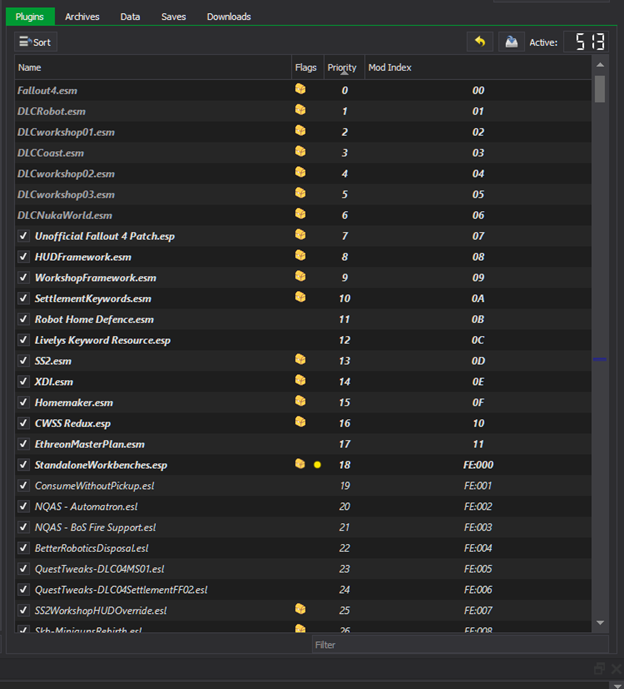 Plugins Archives Data Saves Downloads
Sort Active: 513
Name Flags Priority Mod Index
Fallout4.esm 0 00
DLCRobot.esm 1 01
DLCworkshop01.esm 2 02
DLCCoast.esm 3 03
DLCworkshop02.esm 4 04
DLCworkshop03.esm 5 05
DLCNukaWorld.esm 6 06
Unofficial Fallout 4 Patch.esp 7 07
HUDFramework.esm 8 08
WorkshopFramework.esm 9 09
SettlementKeywords.esm 10 0A
Robot Home Defence.esm 11 0B
Livelys Keyword Resource.esp 12 0C
SS2.esm 13 0D
XDI.esm 14 0E
Homemaker.esm 15 0F
CWSS Redux.esp 16 10
EthreonMasterPlan.esm 17 11
StandaloneWorkbenches.esp 18 FE:000
ConsumeWithoutPickup.esl 19 FE:001
NQAS - Automatron.esl 20 FE:002
NQAS - BoS Fire Support.esl 21 FE:003
BetterRoboticsDisposal.esl 22 FE:004
QuestTweaks-DLC04MS01.esl 23 FE:005
QuestTweaks-DLC04SettlementFF02.esl 24 FE:006
SS2WorkshopHUDOverride.esl 25 FE:007
Skb-MinigunsRebirth.esl 26 FE:008
Filter